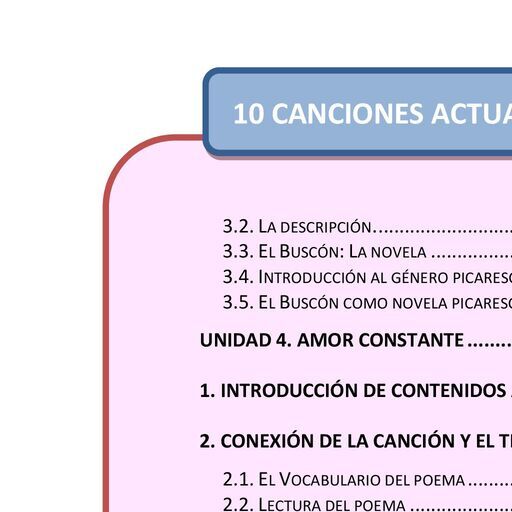 10 CANCIONES ACTUA
3.2. LA DESCRIPCIÓN...........................
3.3. EL BUSCÓN: LA NOVELA ................
3.4. INTRODUCCIÓN AL GÉNERO PICARESC
3.5. EL BUSCÓN COMO NOVELA PICARESC
UNIDAD 4. AMOR CONSTANTE ........
1. INTRODUCCIÓN DE CONTENIDOS
2. CONEXIÓN DE LA CANCIÓN Y EL T
2.1. EL VOCABULARIO DEL POEMA ........
2.2. LECTURA DEL POEMA ...................